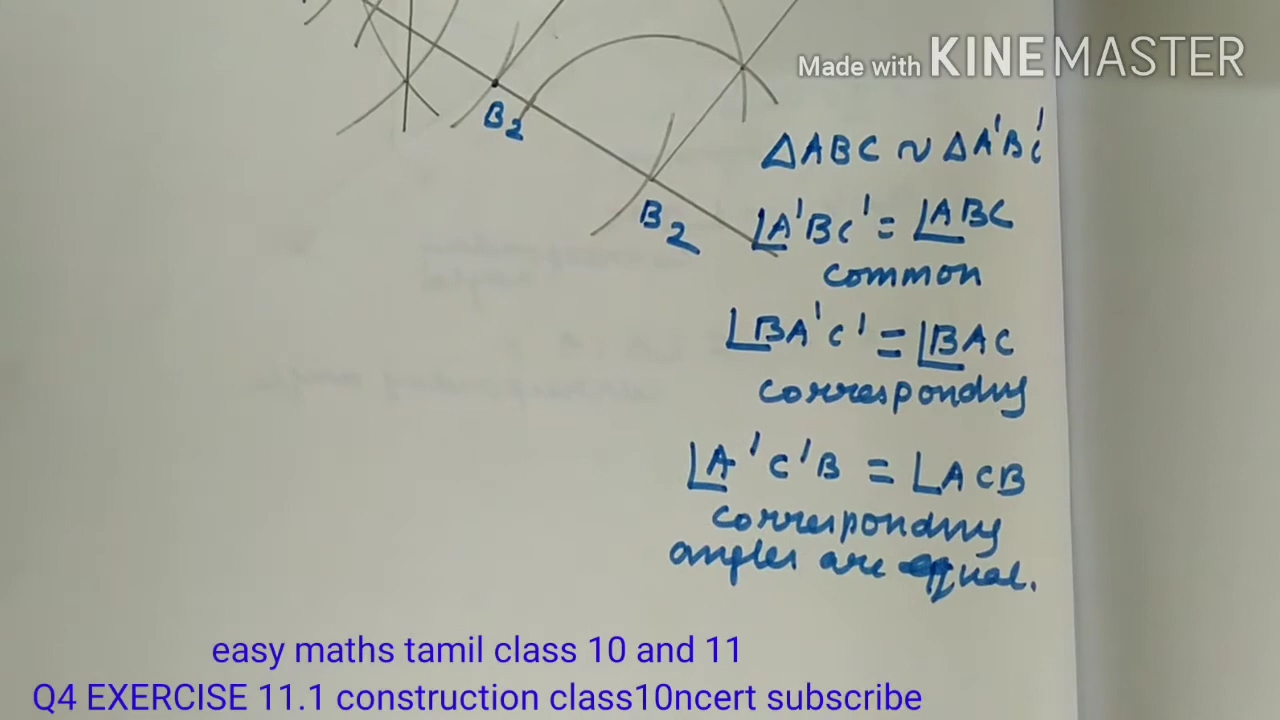 Made with KINEMASTER
B2
B2
ΔABC ~ ΔA'BC'
∠A'BC' = ∠ABC
common
∠BA'C' = ∠BAC
corresponding
∠A'C'B = ∠ACB
corresponding
angles are equal.
easy maths tamil class 10 and 11
Q4 EXERCISE 11.1 construction class10ncert subscribe